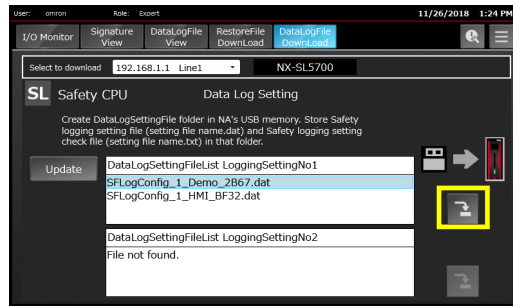 User: omron Role: Expert 11/26/2018 1:24 PM
I/O Monitor
Signature
View
DataLogFile
View
RestoreFile
DownLoad
DataLogFile
DownLoad
Select to download 192.168.1.1 Line1 NX-SL5700
SL Safety CPU Data Log Setting
Create DataLogSettingFile folder in NA's USB memory. Store Safety
logging setting file (setting file name.dat) and Safety logging setting
check file (setting file name.txt) in that folder.
Update
DataLogSettingFileList LoggingSettingNo1
SFLogConfig_1_Demo_2B67.dat
SFLogConfig_1_HMI_BF32.dat
DataLogSettingFileList LoggingSettingNo2
File not found.